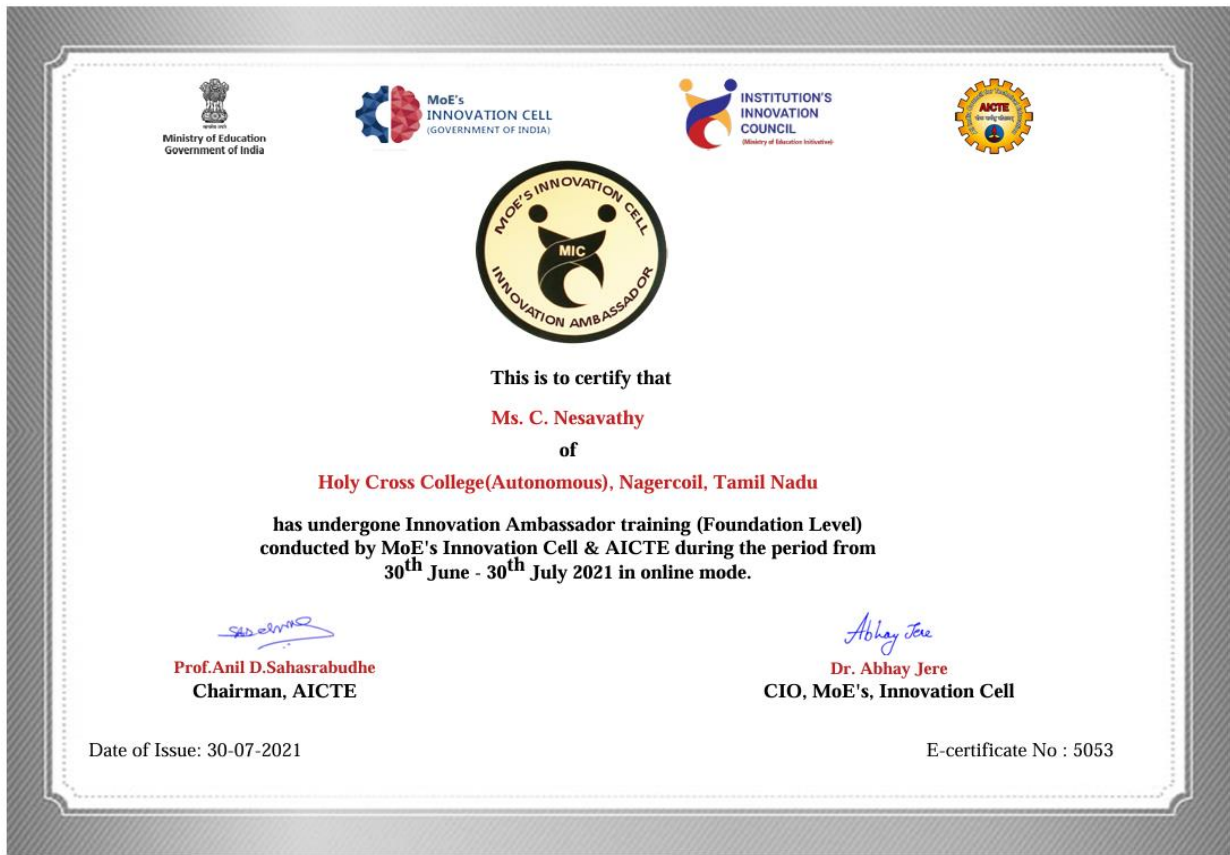 Ministry of Education
Government of India
MoE's
INNOVATION CELL
(GOVERNMENT OF INDIA)
INSTITUTION'S
INNOVATION
COUNCIL
(Ministry of Education Initiative)
AICTE
MOE'S INNOVATION CELL
MIC
INNOVATION AMBASSADOR
This is to certify that
Ms. C. Nesavathy
of
Holy Cross College(Autonomous), Nagercoil, Tamil Nadu
has undergone Innovation Ambassador training (Foundation Level)
conducted by MoE's Innovation Cell & AICTE during the period from
30th June - 30th July 2021 in online mode.
Abhay Jere
Prof.Anil D.Sahasrabudhe
Dr. Abhay Jere
Chairman, AICTE
CIO, MoE's, Innovation Cell
Date of Issue: 30-07-2021
E-certificate No : 5053